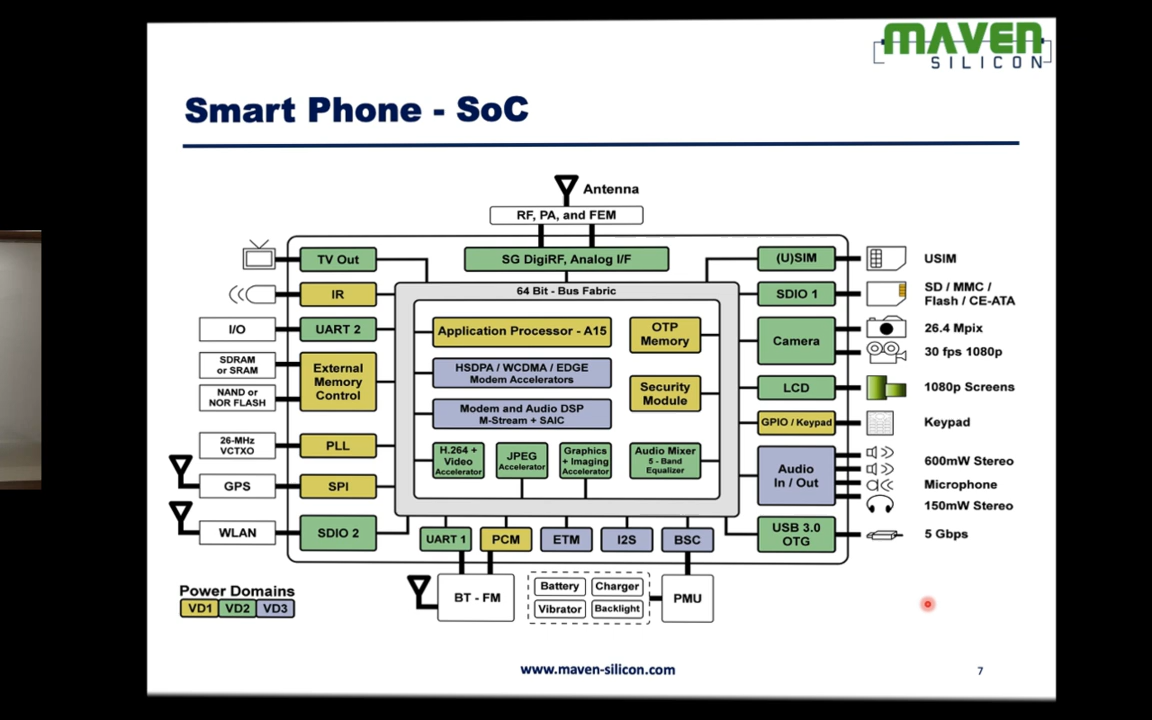 MAVEN
SILICON
Smart Phone - SoC
Antenna
RF, PA, and FEM
TV Out
SG DigiRF, Analog I/F
(U)SIM
USIM
IR
64 Bit - Bus Fabric
SDIO 1
SD / MMC /
Flash / CE-ATA
I/O
UART 2
Application Processor - A15
OTP
Memory
Camera
26.4 Mpix
30 fps 1080p
SDRAM
or SRAM
NAND or
NOR FLASH
External
Memory
Control
HSDPA / WCDMA / EDGE
Modem Accelerators
Security
Module
LCD
1080p Screens
Modem and Audio DSP
M-Stream + SAIC
GPIO / Keypad
Keypad
26-MHz
VCTXO
PLL
H.264 +
Video
Accelerator
JPEG
Accelerator
Graphics
+ Imaging
Accelerator
Audio Mixer
5 - Band
Equalizer
Audio
In / Out
600mW Stereo
Microphone
150mW Stereo
GPS
SPI
WLAN
SDIO 2
UART 1
PCM
ETM
I2S
BSC
USB 3.0
OTG
5 Gbps
Power Domains
VD1
VD2
VD3
BT - FM
Battery
Charger
Vibrator
Backlight
PMU
www.maven-silicon.com
7